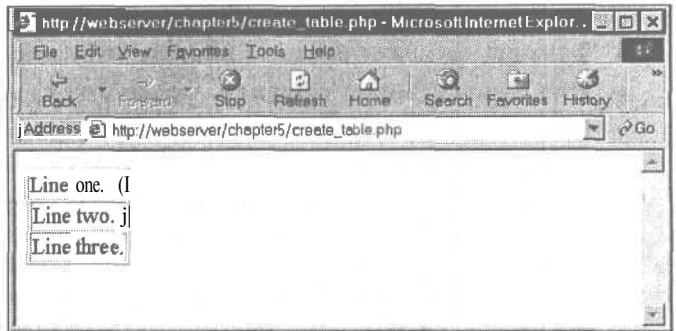 http://webserver/chapter5/create_table.php - Microsoft Internet Explor. .
File Edit View Favorites Tools Help
Back Forward Stop Refresh Home Search Favorites History »
Address http://webserver/chapter5/create_table.php Go
Line one. (I
Line two. j
Line three.